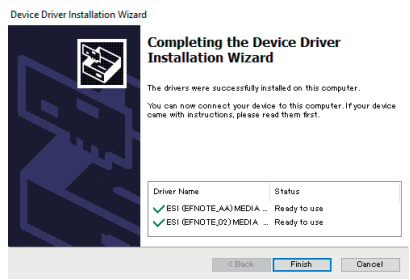 Device Driver Installation Wizard
Completing the Device Driver
Installation Wizard
The drivers were successfully installed on this computer.
You can now connect your device to this computer. If your device
came with instructions, please read them first.
Driver Name Status
ESI (EFNOTE_AA) MEDIA ... Ready to use
ESI (EFNOTE_02) MEDIA ... Ready to use
< Back Finish Cancel